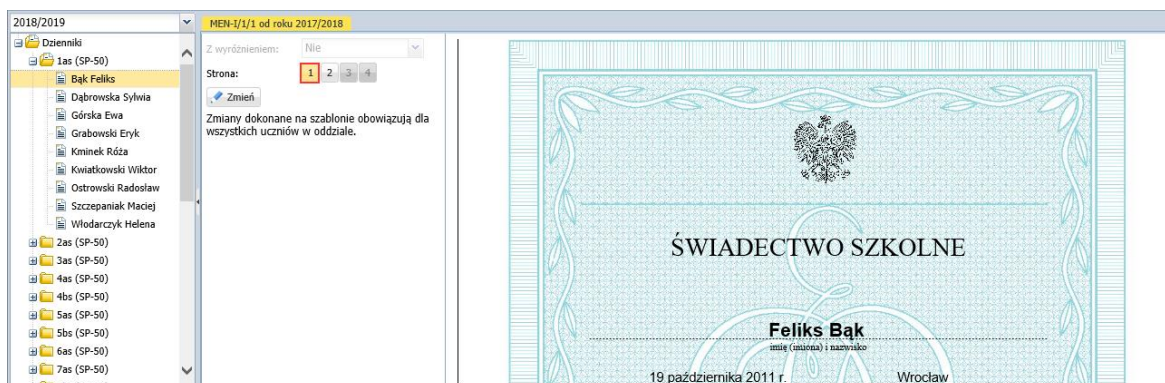 2018/2019
Dzienniki
1as (SP-50)
Bąk Feliks
Dąbrowska Sylwia
Górska Ewa
Grabowski Eryk
Kminek Róża
Kwiatkowski Wiktor
Ostrowski Radosław
Szczepaniak Maciej
Włodarczyk Helena
2as (SP-50)
3as (SP-50)
4as (SP-50)
4bs (SP-50)
5as (SP-50)
5bs (SP-50)
6as (SP-50)
7as (SP-50)
MEN-I/1/1 od roku 2017/2018
Z wyróżnieniem: Nie
Strona: 1 2 3 4
Zmień
Zmiany dokonane na szablonie obowiązują dla
wszystkich uczniów w oddziale.
ŚWIADECTWO SZKOLNE
Feliks Bąk
imię (imiona) i nazwisko
19 października 2011 r. Wrocław